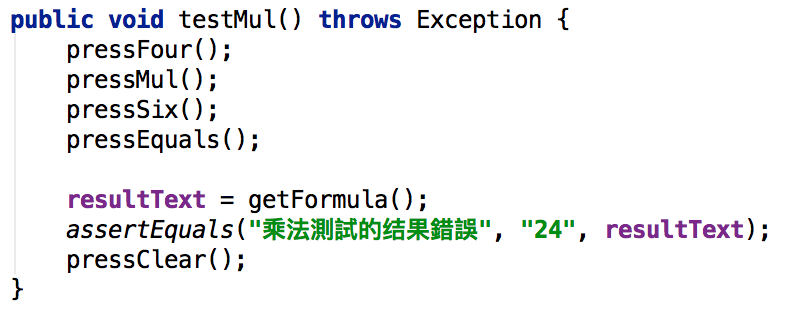 public void testMul() throws Exception {
    pressFour();
    pressMul();
    pressSix();
    pressEquals();

    resultText = getFormula();
    assertEquals("乘法測試的结果錯誤", "24", resultText);
    pressClear();
}